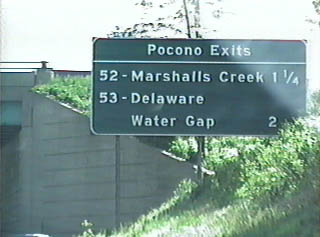 Pocono Exits
52 - Marshalls Creek 1 1/4
53 - Delaware
Water Gap 2